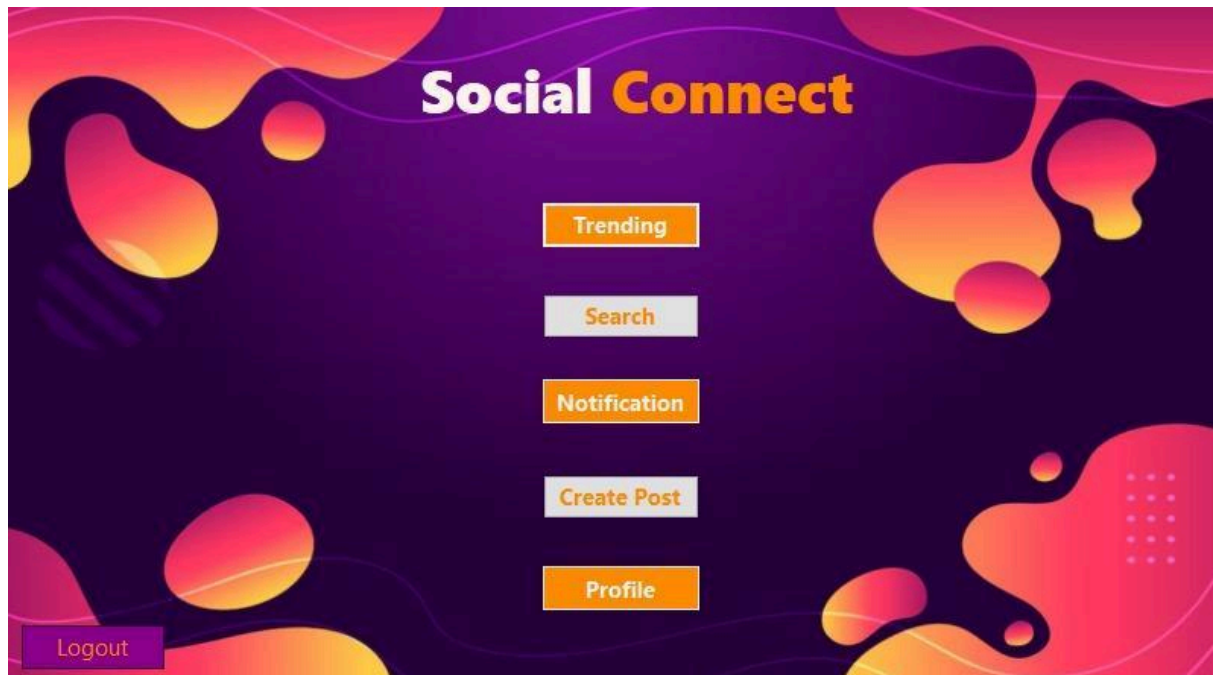 Social Connect
Trending
Search
Notification
Create Post
Profile
Logout